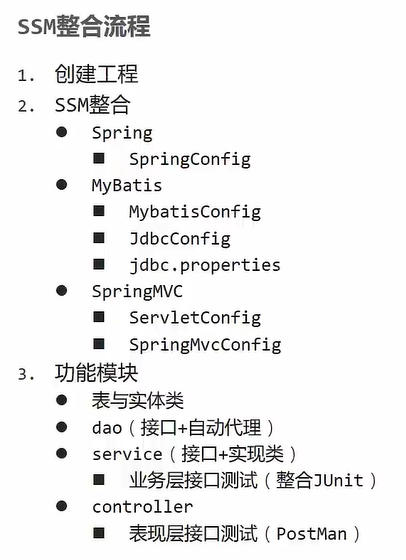 SSM整合流程
1. 创建工程
2. SSM整合
● Spring
■ SpringConfig
● MyBatis
■ MybatisConfig
■ JdbcConfig
■ jdbc.properties
● SpringMVC
■ ServletConfig
■ SpringMvcConfig
3. 功能模块
● 表与实体类
● dao（接口+自动代理）
● service（接口+实现类）
■ 业务层接口测试（整合JUnit）
● controller
■ 表现层接口测试（PostMan）